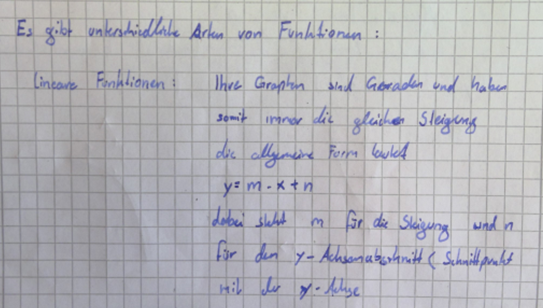 Es gibt unterschiedliche Arten von Funktionen :
lineare Funktionen : Ihre Graphen sind Geraden und haben
somit immer die gleichen Steigung
die allgemeine Form lautet
y = m · x + n
dabei steht m für die Steigung und n
für den y-Achsenabschnitt ( Schnittpunkt
mit der y-Achse